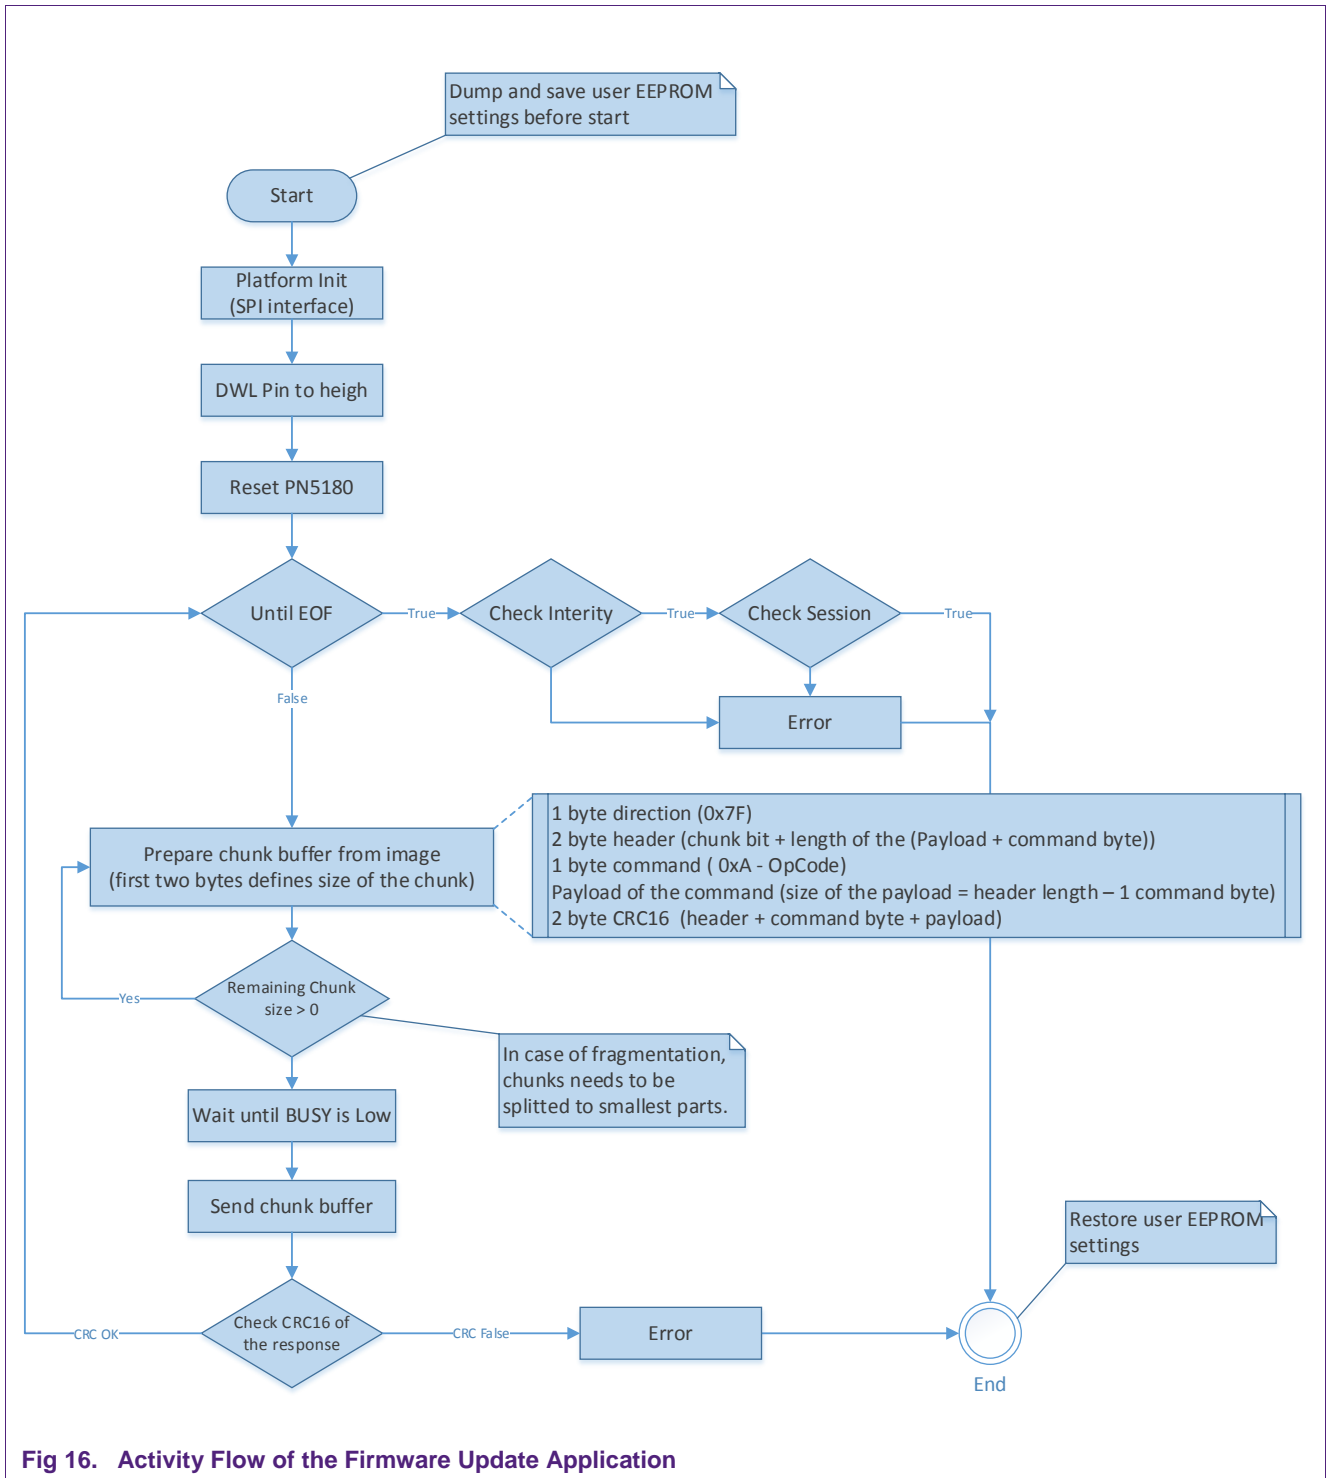 Dump and save user EEPROM
settings before start
Start
Platform Init
(SPI interface)
DWL Pin to heigh
Reset PN5180
Until EOF
True
Check Interity
True
Check Session
True
False
Error
1 byte direction (0x7F)
2 byte header (chunk bit + length of the (Payload + command byte))
1 byte command ( 0xA - OpCode)
Payload of the command (size of the payload = header length – 1 command byte)
2 byte CRC16  (header + command byte + payload)
Prepare chunk buffer from image
(first two bytes defines size of the chunk)
Remaining Chunk
size > 0
Yes
In case of fragmentation,
chunks needs to be
splitted to smallest parts.
Wait until BUSY is Low
Send chunk buffer
Restore user EEPROM
settings
Check CRC16 of
the response
CRC OK
CRC False
Error
End
Fig 16.   Activity Flow of the Firmware Update Application